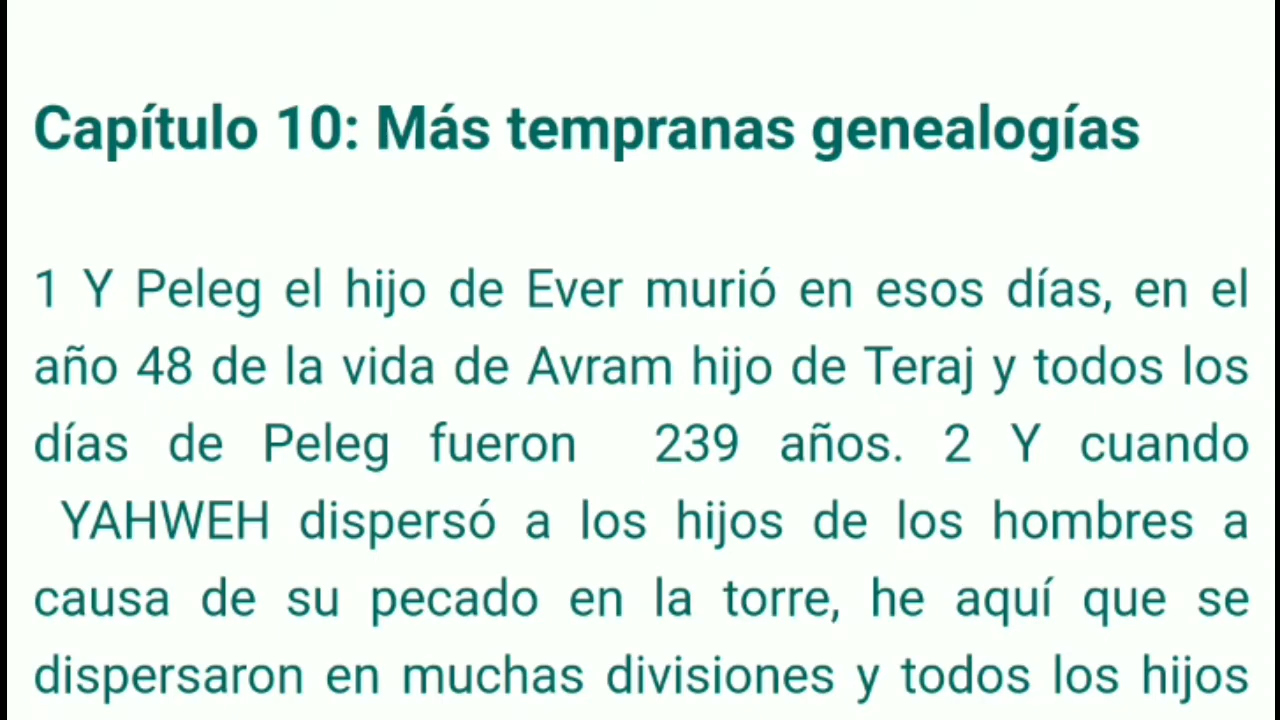 Capítulo 10: Más tempranas genealogías
1 Y Peleg el hijo de Ever murió en esos días, en el
año 48 de la vida de Avram hijo de Teraj y todos los
días de Peleg fueron 239 años. 2 Y cuando
YAHWEH dispersó a los hijos de los hombres a
causa de su pecado en la torre, he aquí que se
dispersaron en muchas divisiones y todos los hijos